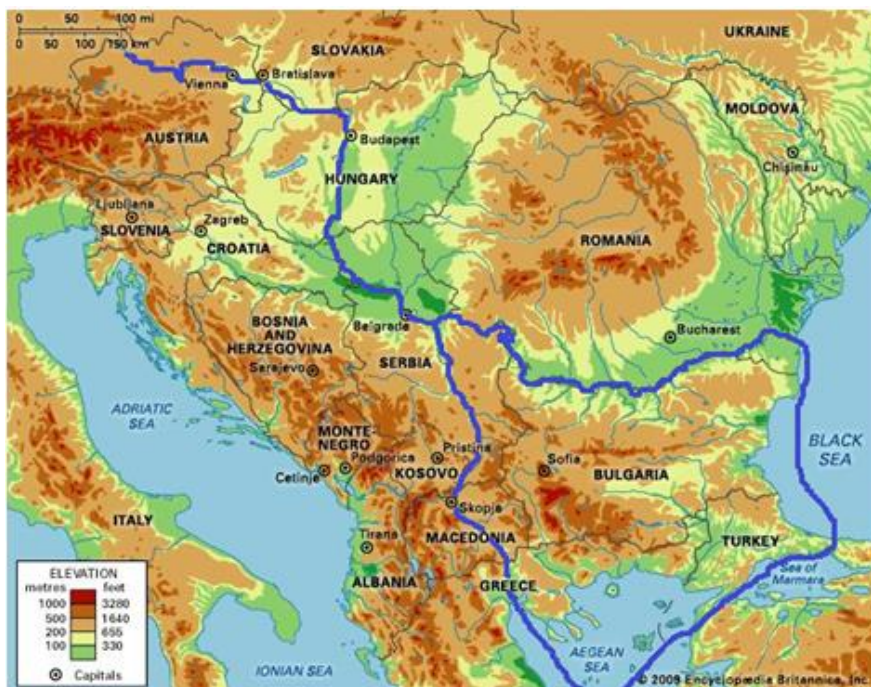 0 50 100 mi
0 50 100 150 km
SLOVAKIA
UKRAINE
Vienna
Bratislava
MOLDOVA
AUSTRIA
Budapest
Chişinău
HUNGARY
Ljubljana
SLOVENIA
Zagreb
CROATIA
ROMANIA
Belgrade
Bucharest
BOSNIA
AND
HERZEGOVINA
SERBIA
Sarajevo
ADRIATIC
SEA
MONTE-
NEGRO
Podgorica
Priština
KOSOVO
Sofia
BULGARIA
BLACK
SEA
Cetinje
Skopje
ITALY
MACEDONIA
Tirana
TURKEY
Sea of
Marmara
ALBANIA
GREECE
ELEVATION
metres feet
1000 3280
500 1640
200 655
100 330
Capitals
IONIAN SEA
AEGEAN
SEA
© 2009 Encyclopædia Britannica, Inc.